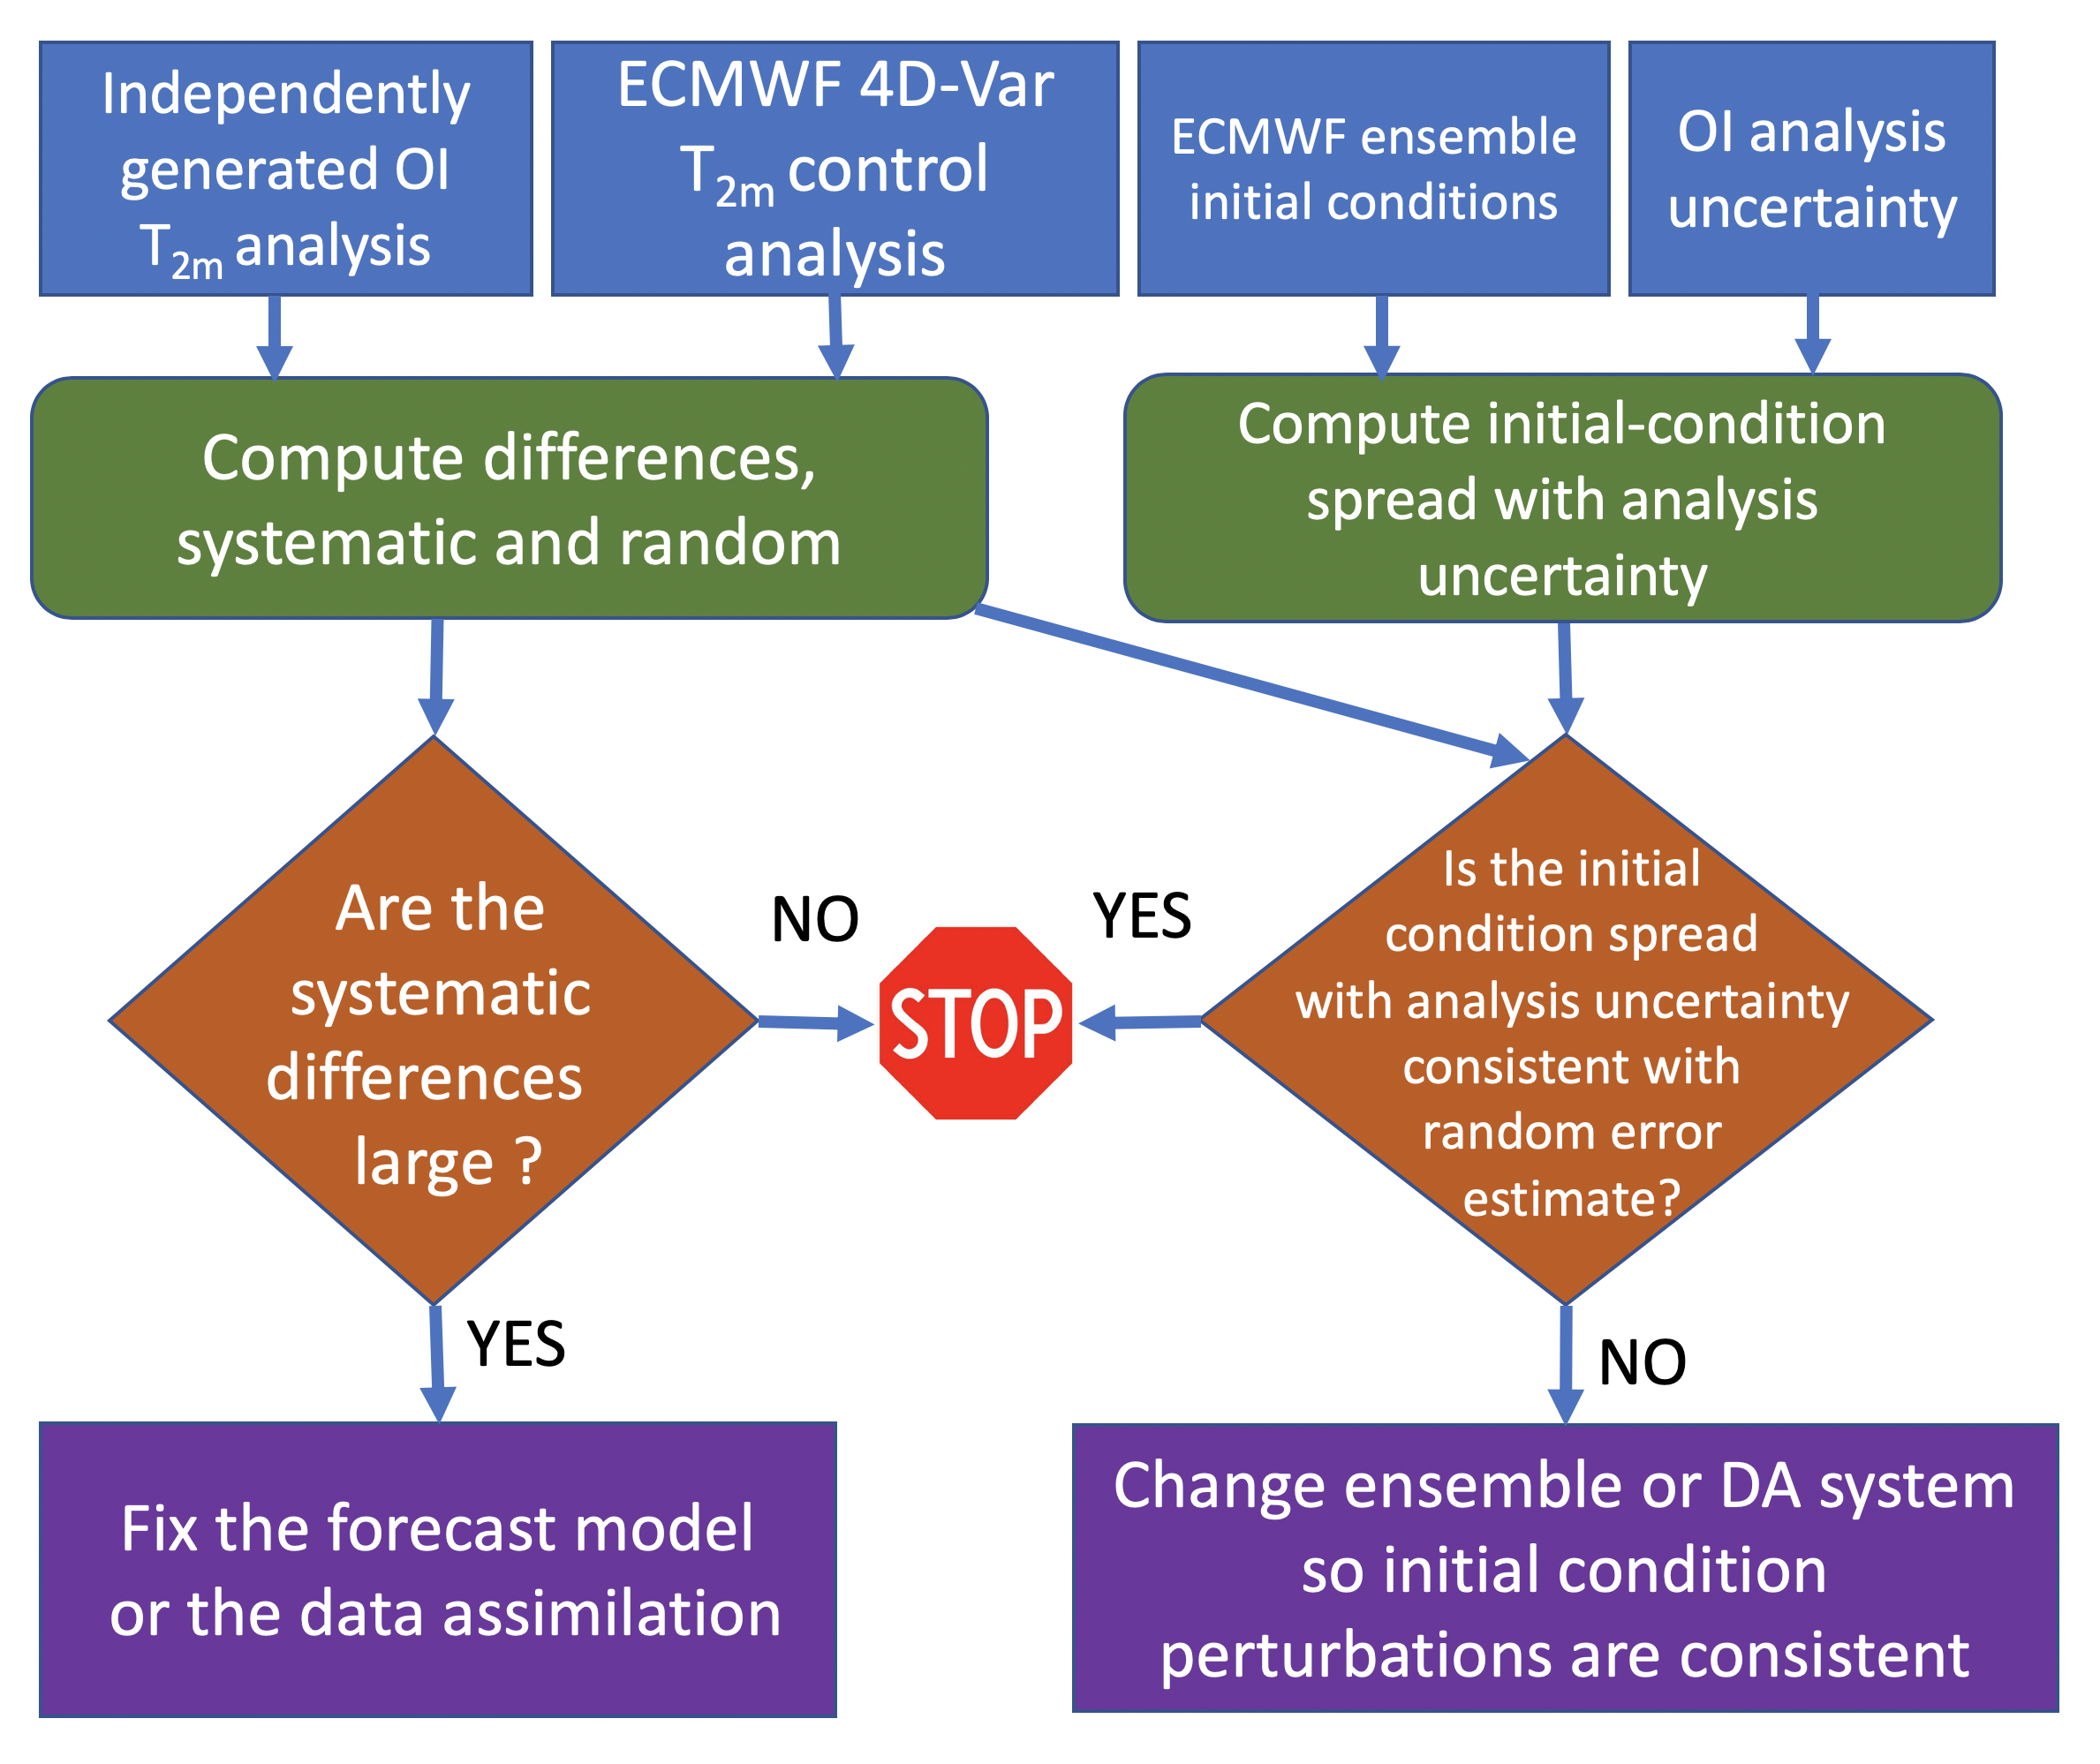 Independently
generated OI
T2m analysis
ECMWF 4D-Var
T2m control
analysis
ECMWF ensemble
initial conditions
OI analysis
uncertainty
Compute differences,
systematic and random
Compute initial-condition
spread with analysis
uncertainty
Are the
systematic
differences
large ?
NO
STOP
YES
Is the initial
condition spread
with analysis uncertainty
consistent with
random error
estimate?
YES
NO
Fix the forecast model
or the data assimilation
Change ensemble or DA system
so initial condition
perturbations are consistent